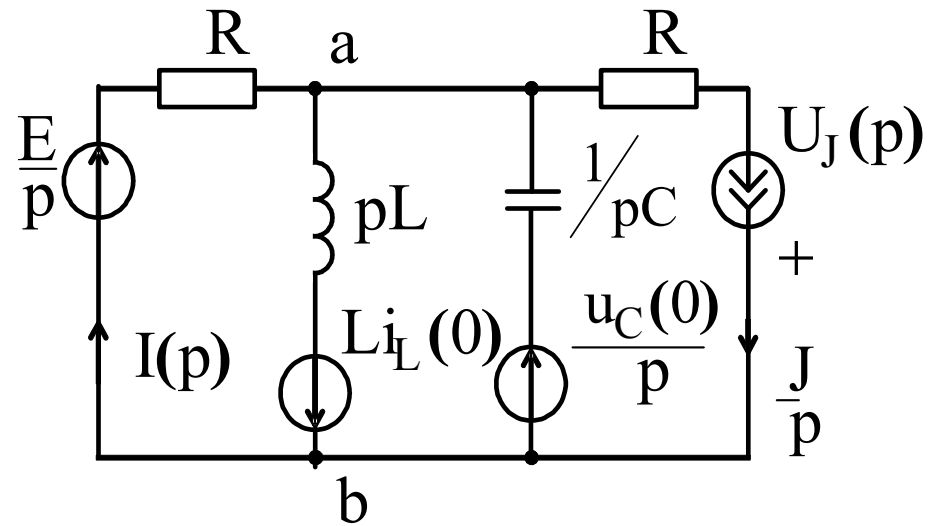 R
a
R
E
p
pL
1/pC
U_J(p)
+
I(p)
Li_L(0)
u_C(0)
p
J
p
b